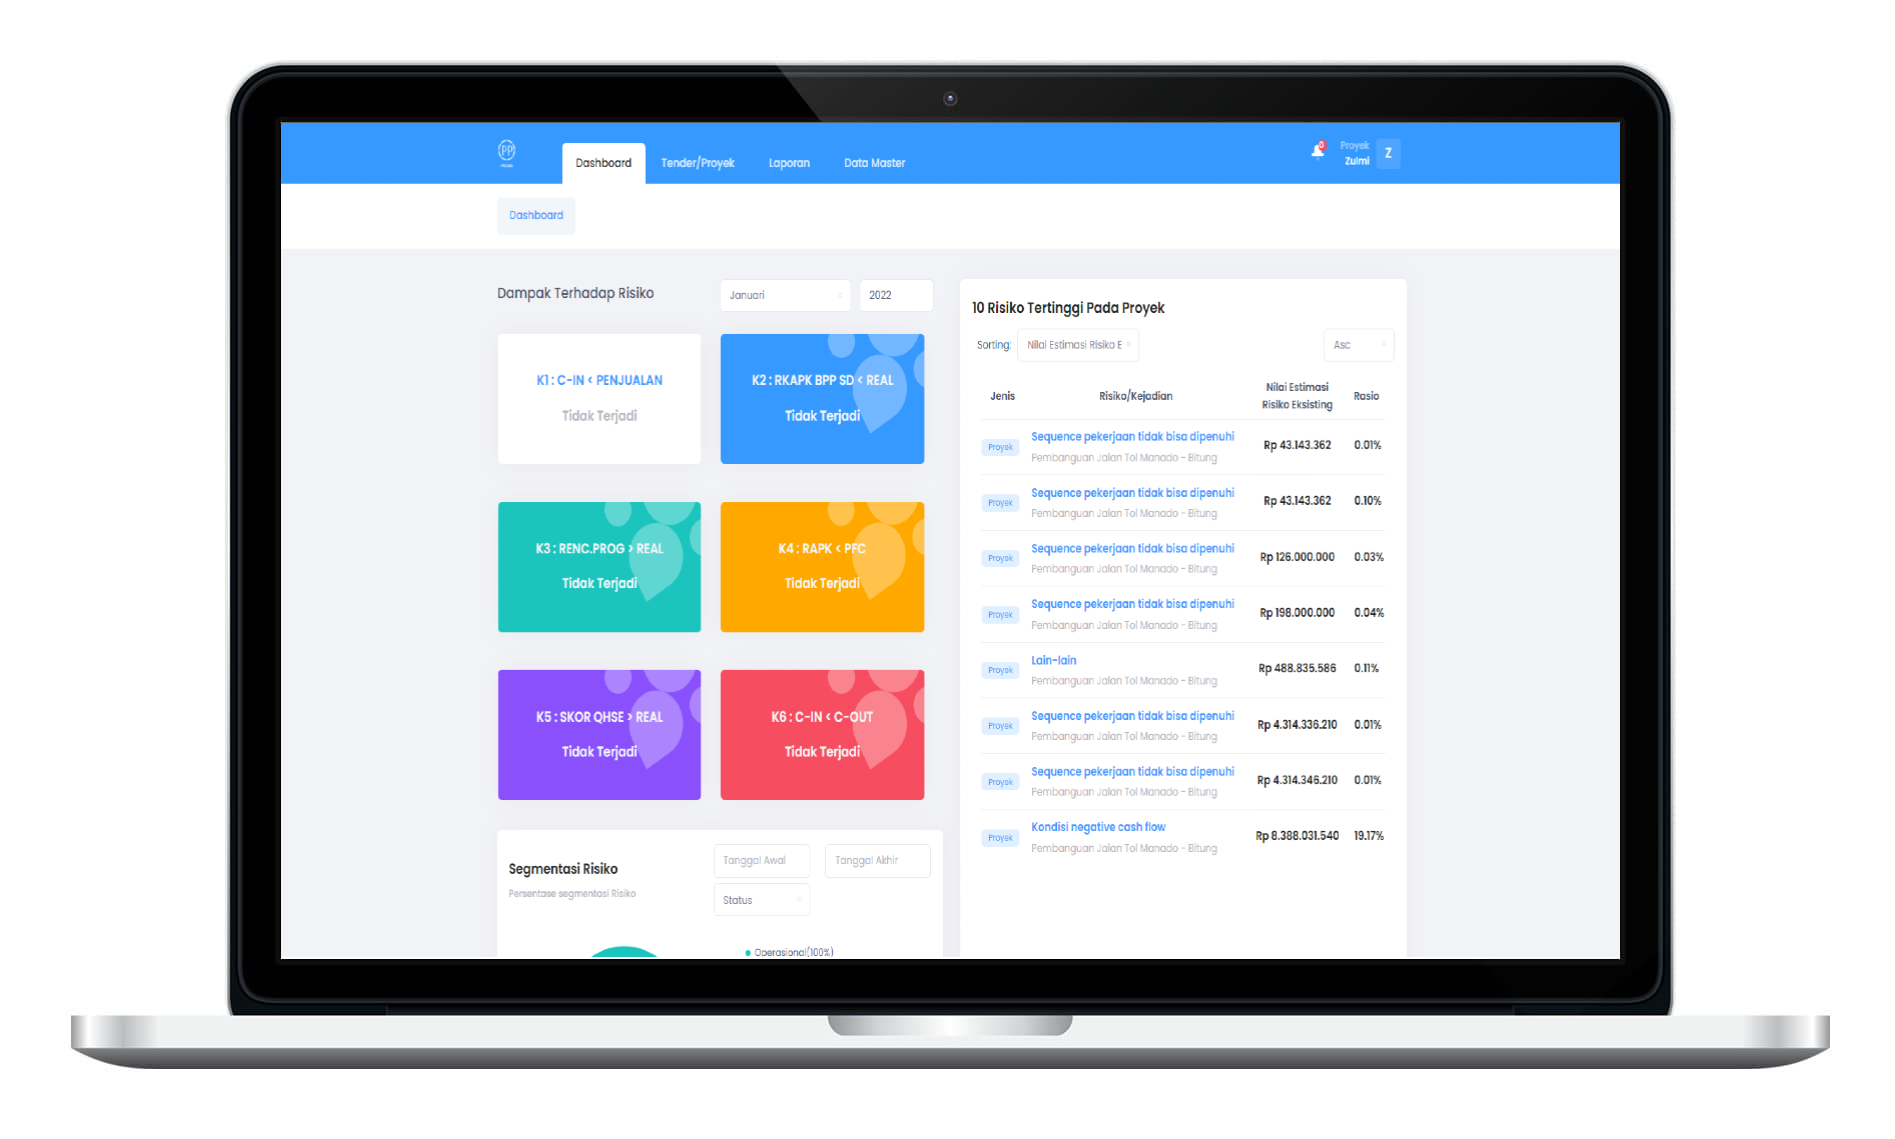 PP
Dashboard
Tender/Proyek
Laporan
Data Master
0
Proyek
Zulmi
Z
Dashboard
Dampak Terhadap Risiko
Januari
2022
K1 : C-IN < PENJUALAN
Tidak Terjadi
K2 : RKAPK BPP SD < REAL
Tidak Terjadi
K3 : RENC.PROG > REAL
Tidak Terjadi
K4 : RAPK < PFC
Tidak Terjadi
K5 : SKOR QHSE > REAL
Tidak Terjadi
K6 : C-IN < C-OUT
Tidak Terjadi
Segmentasi Risiko
Persentase segmentasi Risiko
Tanggal Awal
Tanggal Akhir
Status
Operasional(100%)
10 Risiko Tertinggi Pada Proyek
Sorting:
Nilai Estimasi Risiko E
Asc
Jenis Risiko/Kejadian Nilai Estimasi Risiko Eksisting Rasio
Proyek Sequence pekerjaan tidak bisa dipenuhi Rp 43.143.362 0.01%
Pembanguan Jalan Tol Manado - Bitung
Proyek Sequence pekerjaan tidak bisa dipenuhi Rp 43.143.362 0.10%
Pembanguan Jalan Tol Manado - Bitung
Proyek Sequence pekerjaan tidak bisa dipenuhi Rp 126.000.000 0.03%
Pembanguan Jalan Tol Manado - Bitung
Proyek Sequence pekerjaan tidak bisa dipenuhi Rp 198.000.000 0.04%
Pembanguan Jalan Tol Manado - Bitung
Proyek Lain-lain Rp 488.835.586 0.11%
Pembanguan Jalan Tol Manado - Bitung
Proyek Sequence pekerjaan tidak bisa dipenuhi Rp 4.314.336.210 0.01%
Pembanguan Jalan Tol Manado - Bitung
Proyek Sequence pekerjaan tidak bisa dipenuhi Rp 4.314.346.210 0.01%
Pembanguan Jalan Tol Manado - Bitung
Proyek Kondisi negative cash flow Rp 8.388.031.540 19.17%
Pembanguan Jalan Tol Manado - Bitung